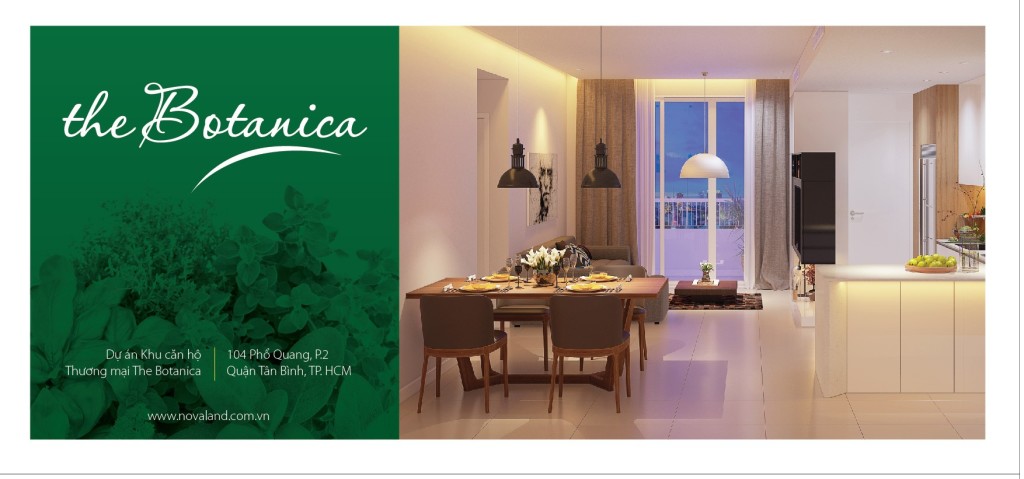 the Botanica
Dự án Khu căn hộ
Thương mại The Botanica
104 Phổ Quang, P.2
Quận Tân Bình, TP. HCM
www.novaland.com.vn